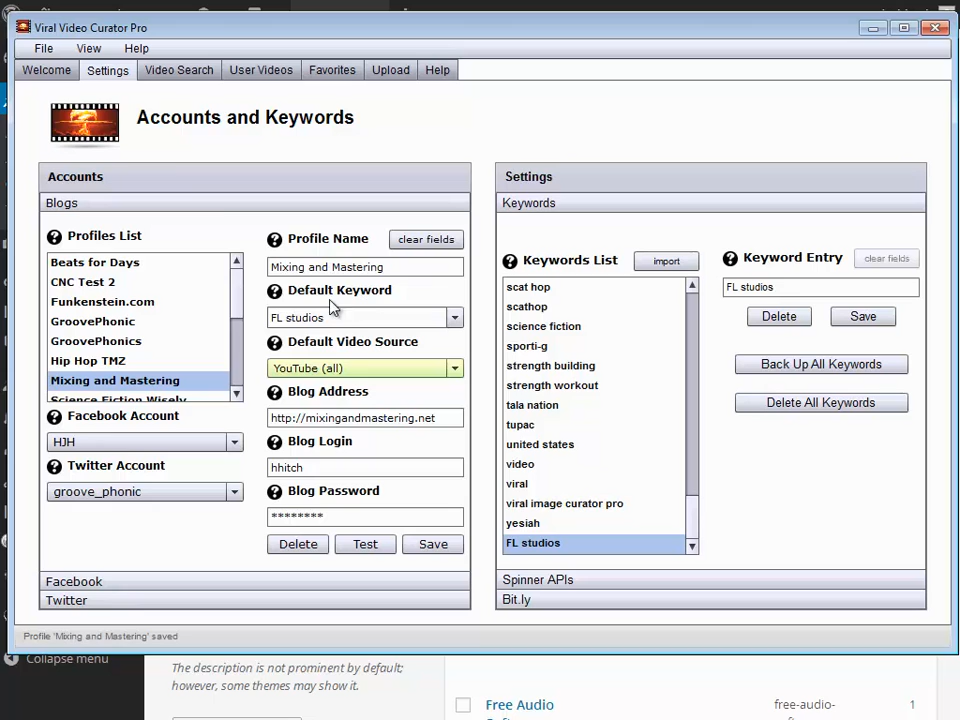 Viral Video Curator Pro
File View Help
Welcome Settings Video Search User Videos Favorites Upload Help
Accounts and Keywords
Accounts
Blogs
Profiles List
Beats for Days
CNC Test 2
Funkenstein.com
GroovePhonic
GroovePhonics
Hip Hop TMZ
Mixing and Mastering
Science Fiction Wisely
Facebook Account
HJH
Twitter Account
groove_phonic
Profile Name
clear fields
Mixing and Mastering
Default Keyword
FL studios
Default Video Source
YouTube (all)
Blog Address
http://mixingandmastering.net
Blog Login
hhitch
Blog Password
********
Delete Test Save
Facebook
Twitter
Settings
Keywords
Keywords List
import
scat hop
scathop
science fiction
sporti-g
strength building
strength workout
tala nation
tupac
united states
video
viral
viral image curator pro
yesiah
FL studios
Keyword Entry
clear fields
FL studios
Delete Save
Back Up All Keywords
Delete All Keywords
Spinner APIs
Bit.ly
Profile 'Mixing and Mastering' saved
Collapse menu
The description is not prominent by default;
however, some themes may show it.
Free Audio
free-audio-
1